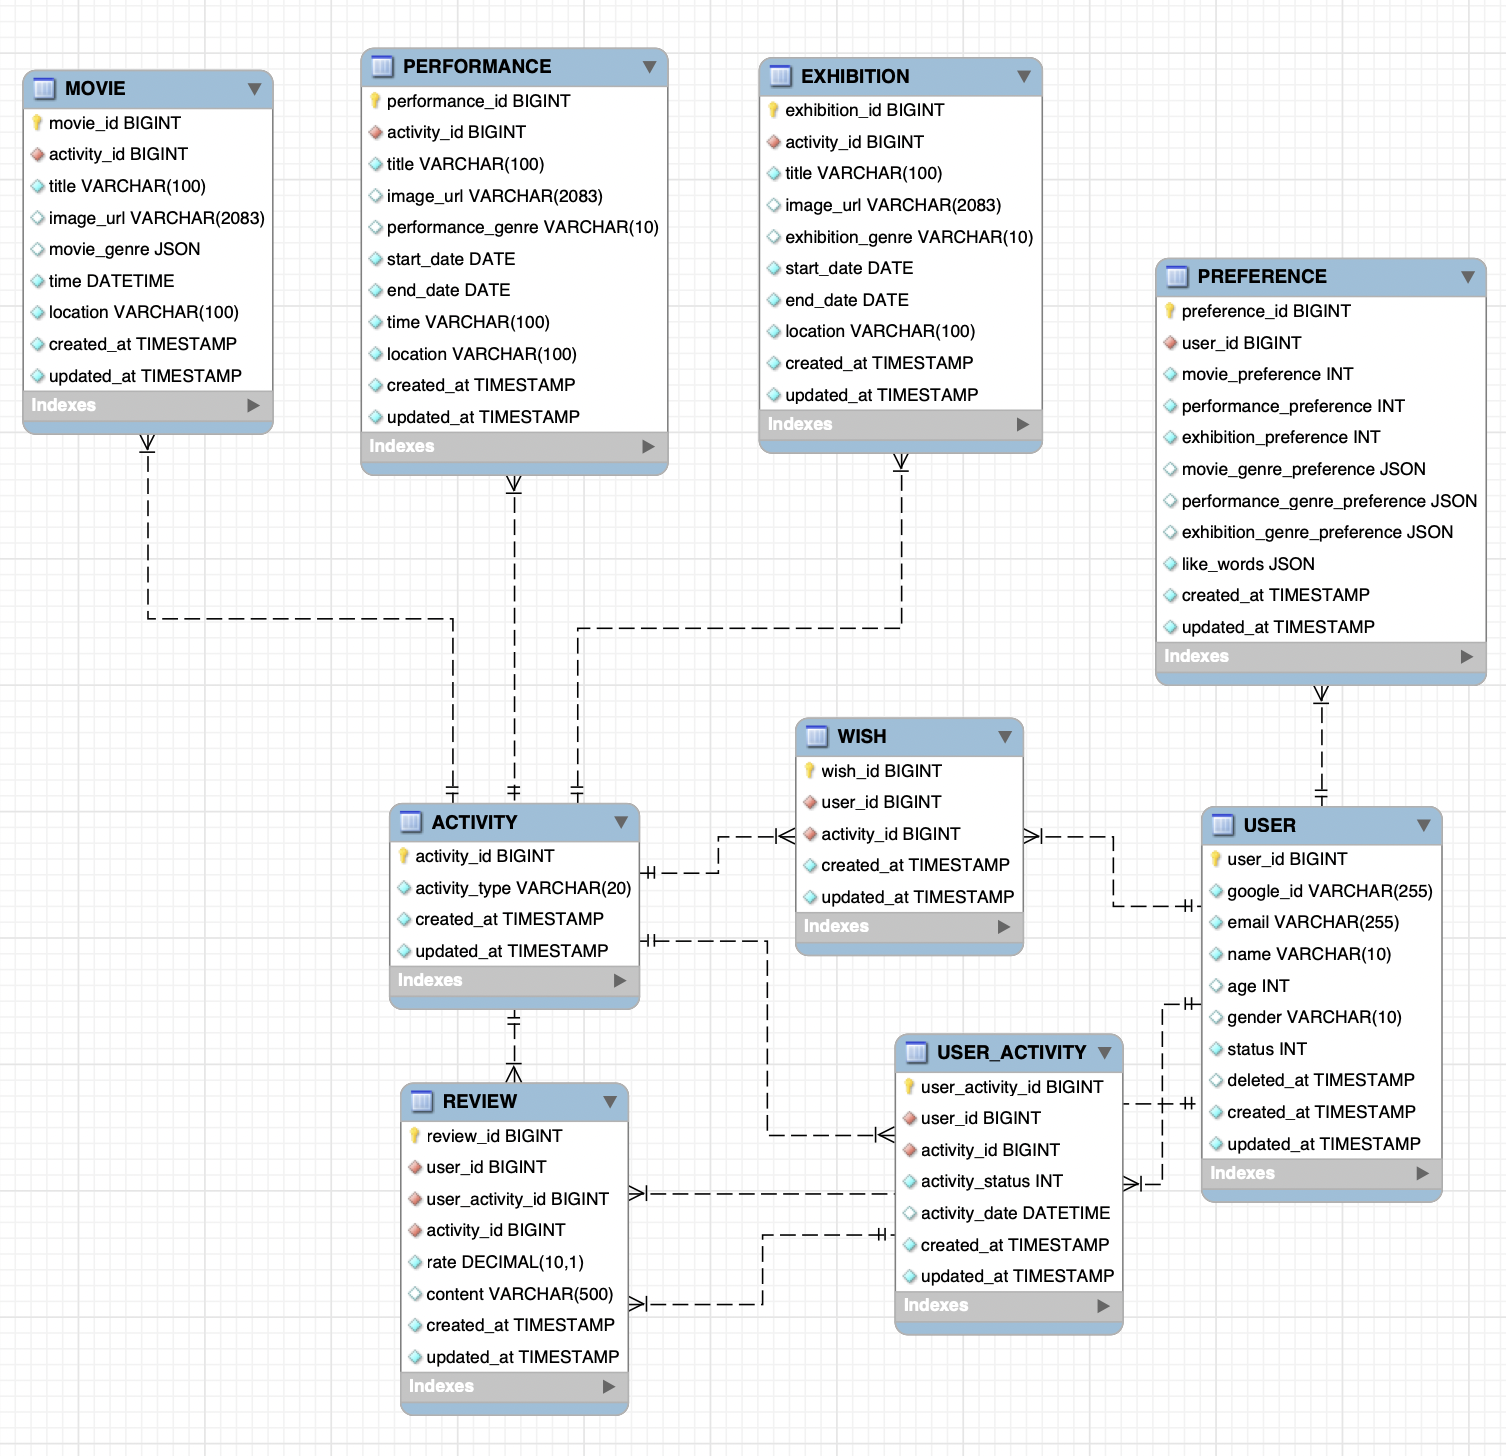 MOVIE
movie_id BIGINT
activity_id BIGINT
title VARCHAR(100)
image_url VARCHAR(2083)
movie_genre JSON
time DATETIME
location VARCHAR(100)
created_at TIMESTAMP
updated_at TIMESTAMP
Indexes
PERFORMANCE
performance_id BIGINT
activity_id BIGINT
title VARCHAR(100)
image_url VARCHAR(2083)
performance_genre VARCHAR(10)
start_date DATE
end_date DATE
time VARCHAR(100)
location VARCHAR(100)
created_at TIMESTAMP
updated_at TIMESTAMP
Indexes
EXHIBITION
exhibition_id BIGINT
activity_id BIGINT
title VARCHAR(100)
image_url VARCHAR(2083)
exhibition_genre VARCHAR(10)
start_date DATE
end_date DATE
location VARCHAR(100)
created_at TIMESTAMP
updated_at TIMESTAMP
Indexes
PREFERENCE
preference_id BIGINT
user_id BIGINT
movie_preference INT
performance_preference INT
exhibition_preference INT
movie_genre_preference JSON
performance_genre_preference JSON
exhibition_genre_preference JSON
like_words JSON
created_at TIMESTAMP
updated_at TIMESTAMP
Indexes
WISH
wish_id BIGINT
user_id BIGINT
activity_id BIGINT
created_at TIMESTAMP
updated_at TIMESTAMP
Indexes
ACTIVITY
activity_id BIGINT
activity_type VARCHAR(20)
created_at TIMESTAMP
updated_at TIMESTAMP
Indexes
USER
user_id BIGINT
google_id VARCHAR(255)
email VARCHAR(255)
name VARCHAR(10)
age INT
gender VARCHAR(10)
status INT
deleted_at TIMESTAMP
created_at TIMESTAMP
updated_at TIMESTAMP
Indexes
USER_ACTIVITY
user_activity_id BIGINT
user_id BIGINT
activity_id BIGINT
activity_status INT
activity_date DATETIME
created_at TIMESTAMP
updated_at TIMESTAMP
Indexes
REVIEW
review_id BIGINT
user_id BIGINT
user_activity_id BIGINT
activity_id BIGINT
rate DECIMAL(10,1)
content VARCHAR(500)
created_at TIMESTAMP
updated_at TIMESTAMP
Indexes